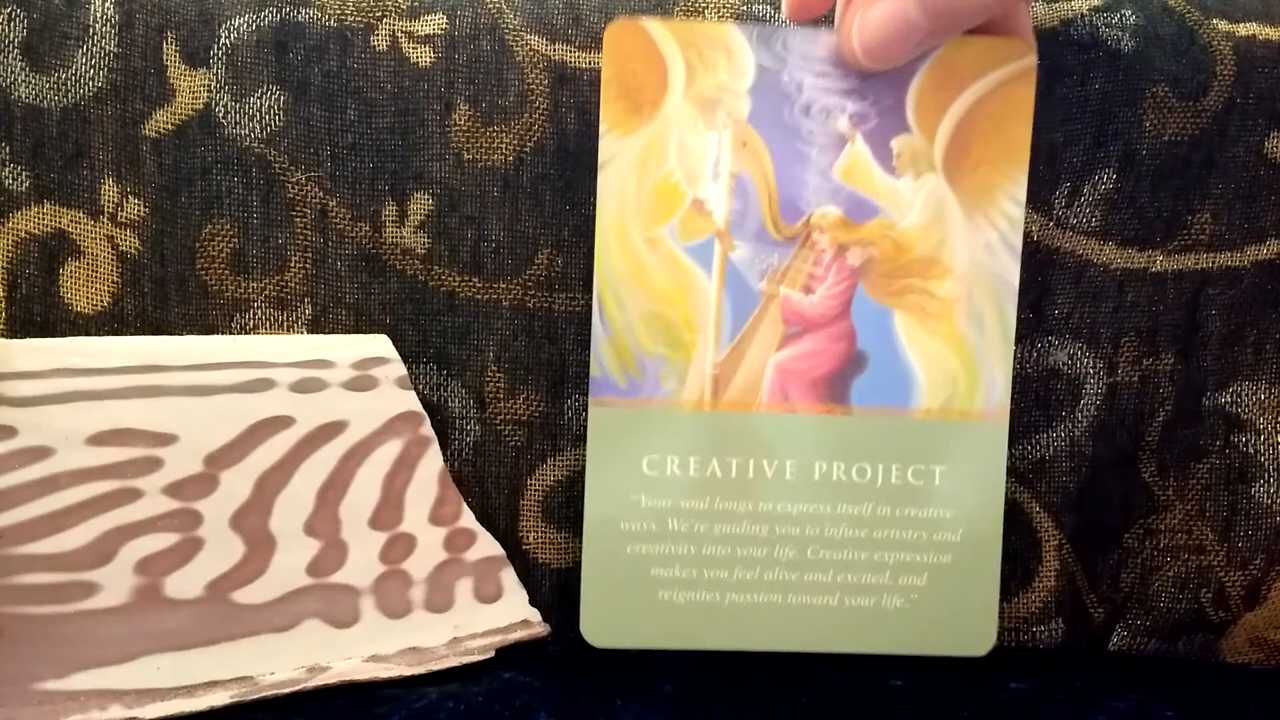 CREATIVE PROJECT
"Your soul longs to express itself in creative
ways. We're guiding you to infuse artistry and
creativity into your life. Creative expression
makes you feel alive and excited, and
reignites passion toward your life."